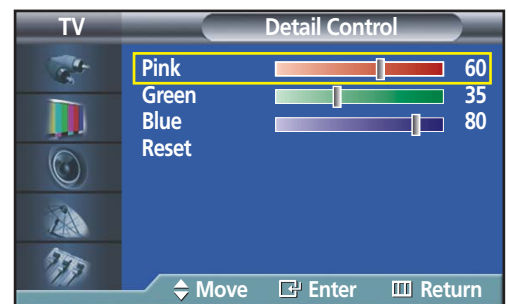 TV Detail Control
Pink 60
Green 35
Blue 80
Reset
Move Enter Return